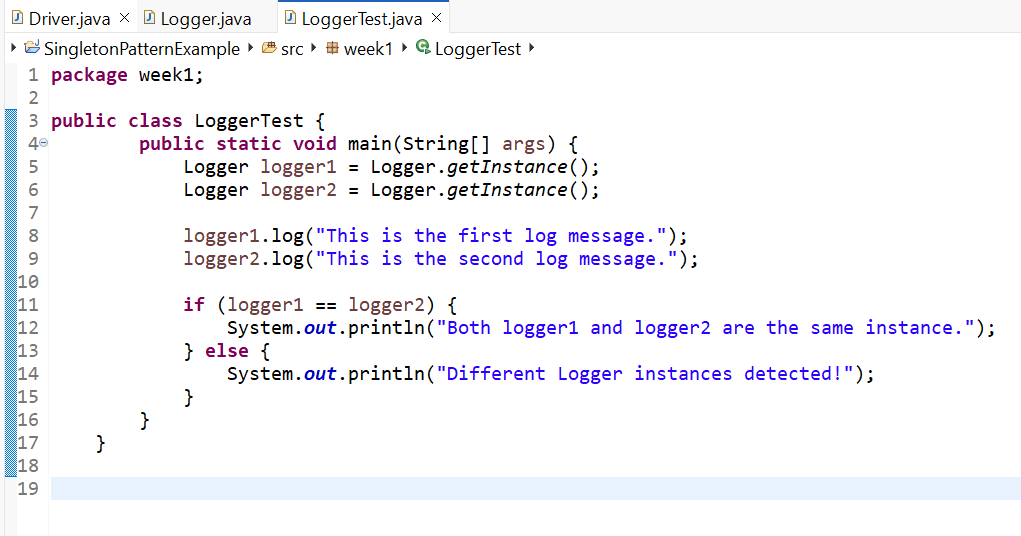 Driver.java Logger.java LoggerTest.java
SingletonPatternExample src week1 LoggerTest
1 package week1;
2
3 public class LoggerTest {
4 public static void main(String[] args) {
5 Logger logger1 = Logger.getInstance();
6 Logger logger2 = Logger.getInstance();
7
8 logger1.log("This is the first log message.");
9 logger2.log("This is the second log message.");
10
11 if (logger1 == logger2) {
12 System.out.println("Both logger1 and logger2 are the same instance.");
13 } else {
14 System.out.println("Different Logger instances detected!");
15 }
16 }
17 }
18
19